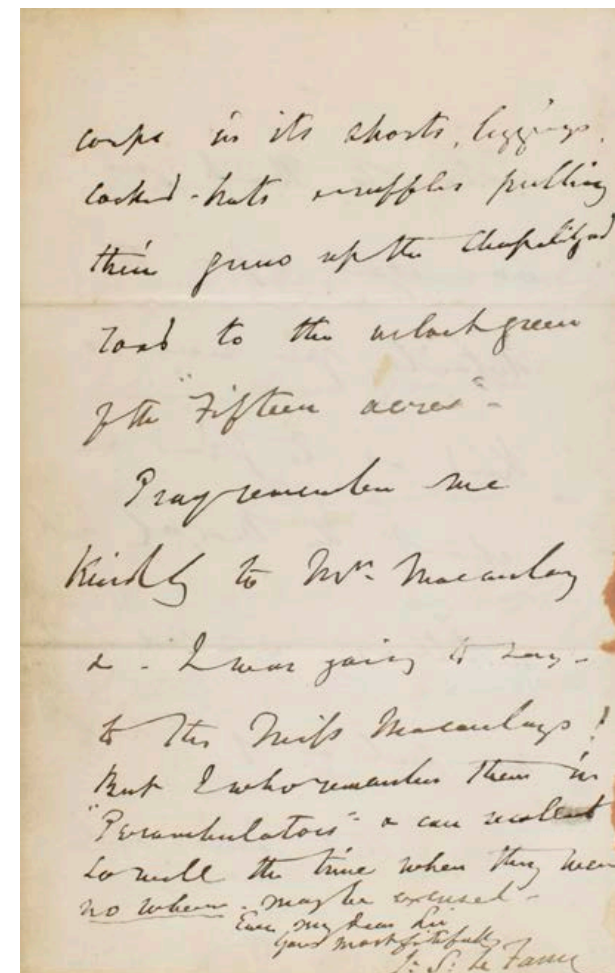 corps in its shorts, leggings,
cocked-hats & ruffles pulling
their guns up the Chapelizod
road to the
of the "Fifteen acres" -
Pray remember me
Kindly to Mrs. Macaulay
& - I was going to say -
to the Miss Macaulays!
But I who remember them in
"Perambulators" & can recollect
so well the time when they were
no where - may be excused -
Ever my dear Sir
yours most faithfully
J. S. Le Fanu